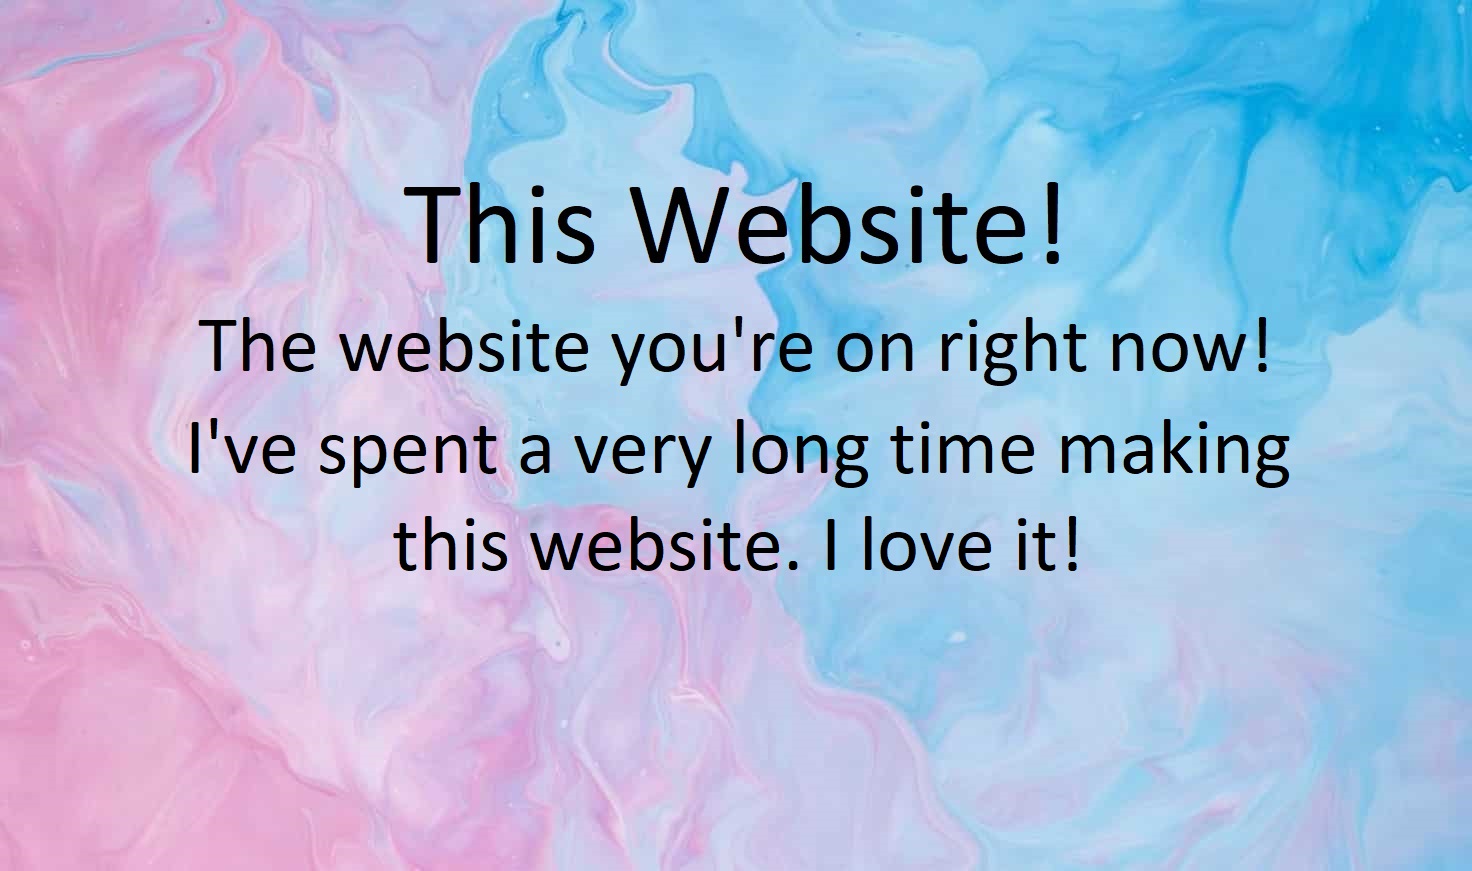 This Website!
The website you're on right now!
I've spent a very long time making
this website. I love it!